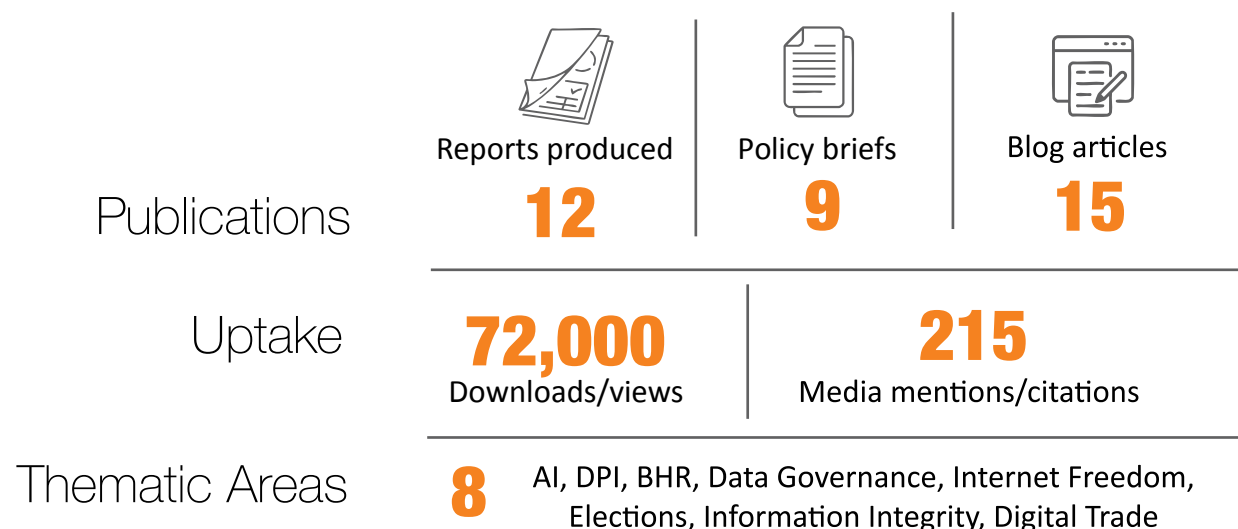 Publications
Reports produced
12
Policy briefs
9
Blog articles
15
Uptake
72,000
Downloads/views
215
Media mentions/citations
Thematic Areas
8
AI, DPI, BHR, Data Governance, Internet Freedom,
Elections, Information Integrity, Digital Trade